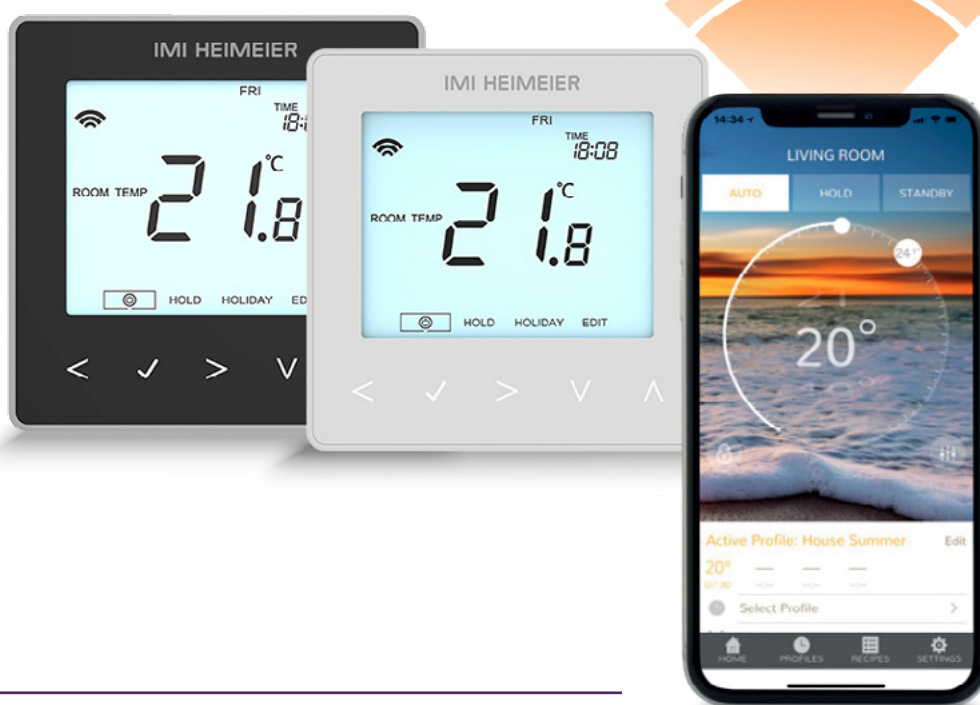 IMI HEIMEIER
FRI
TIME
ROOM TEMP
21.8
°C
HOLD
HOLIDAY
IMI HEIMEIER
FRI
TIME
18:08
ROOM TEMP
21.8
°C
HOLD
HOLIDAY
EDIT
14:34
LIVING ROOM
AUTO
HOLD
STANDBY
20°
Active Profile: House Summer
Edit
20°
07:30
Select Profile
HOME
PROFILES
RECIPES
SETTINGS